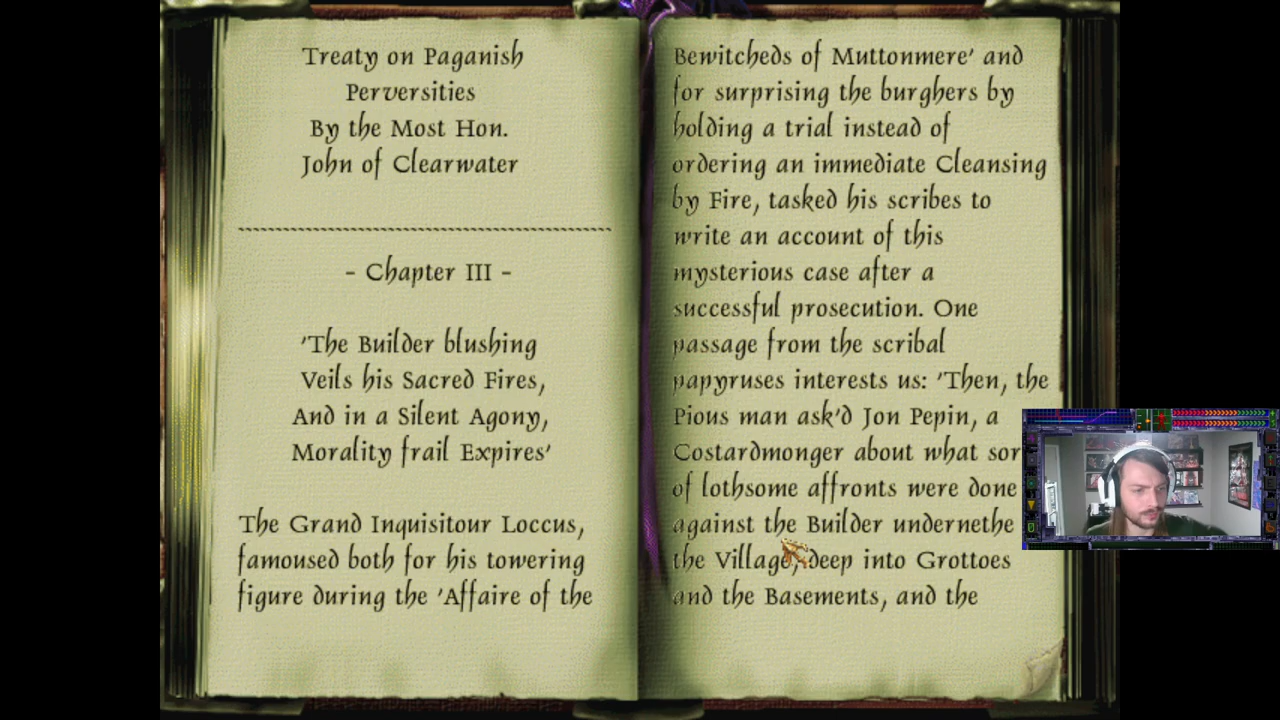 Treaty on Paganish
Perversities
By the Most Hon.
John of Clearwater
- Chapter III -
'The Builder blushing
Veils his Sacred Fires,
And in a Silent Agony,
Morality frail Expires'
The Grand Inquisitour Loccus,
famoused both for his towering
figure during the 'Affaire of the
Bewitcheds of Muttonmere' and
for surprising the burghers by
holding a trial instead of
ordering an immediate Cleansing
by Fire, tasked his scribes to
write an account of this
mysterious case after a
successful prosecution. One
passage from the scribal
papyruses interests us: 'Then, the
Pious man ask'd Jon Pepin, a
Costardmonger about what sor
of lothsome affronts were done
against the Builder undernethe
the Village, deep into Grottoes
and the Basements, and the